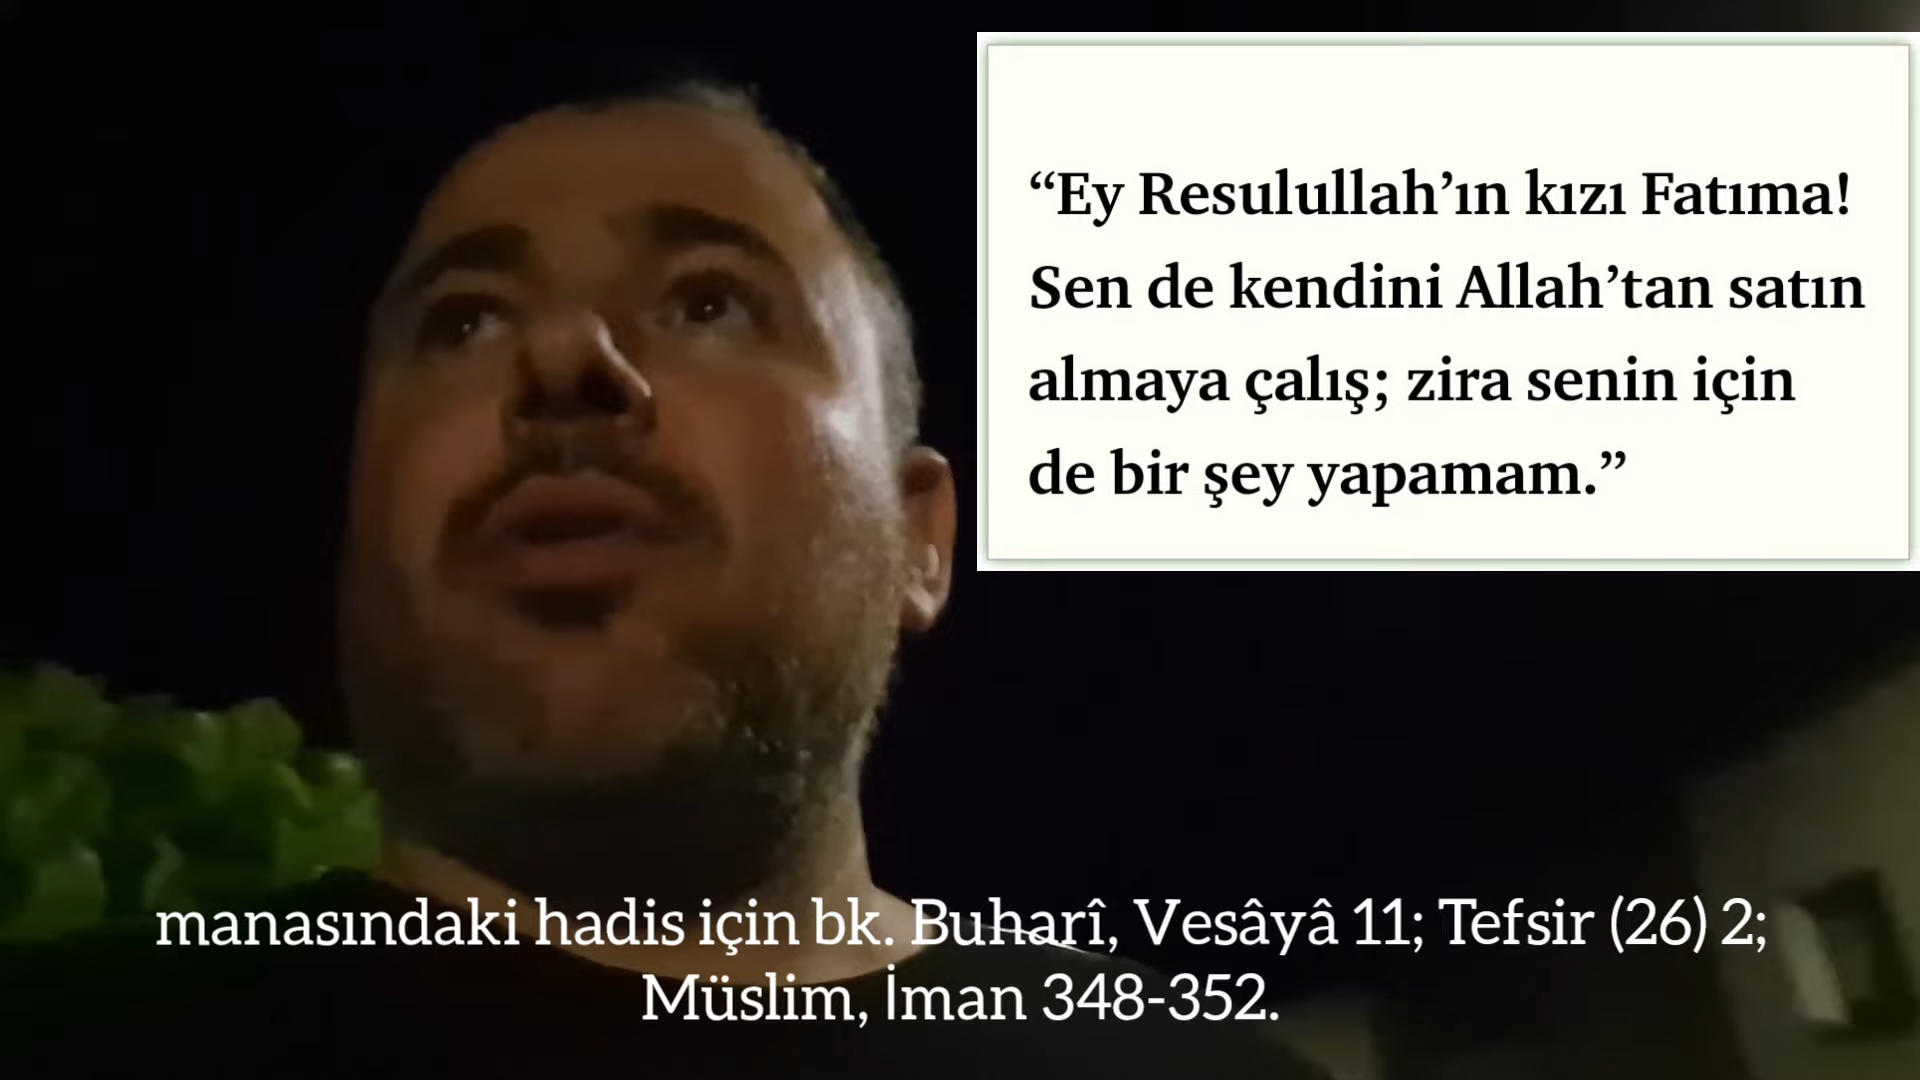 “Ey Resulullah’ın kızı Fatıma!
Sen de kendini Allah’tan satın
almaya çalış; zira senin için
de bir şey yapamam.”
manasındaki hadis için bk. Buharî, Vesâyâ 11; Tefsir (26) 2;
Müslim, İman 348-352.